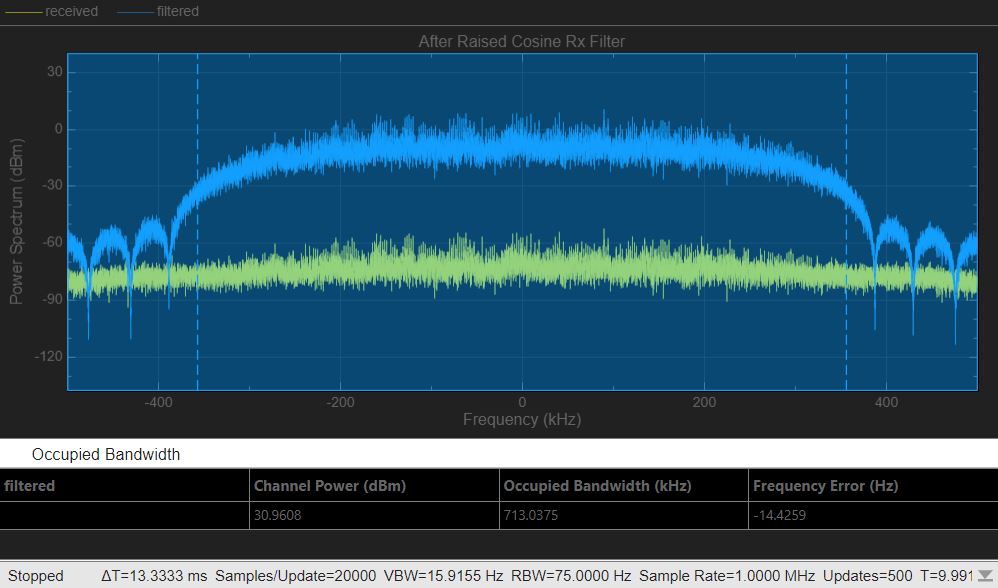 received filtered
After Raised Cosine Rx Filter
30
0
-30
-60
-90
-120
Power Spectrum (dBm)
-400 -200 0 200 400
Frequency (kHz)
Occupied Bandwidth
filtered Channel Power (dBm) Occupied Bandwidth (kHz) Frequency Error (Hz)
30.9608 713.0375 -14.4259
Stopped ΔT=13.3333 ms Samples/Update=20000 VBW=15.9155 Hz RBW=75.0000 Hz Sample Rate=1.0000 MHz Updates=500 T=9.991